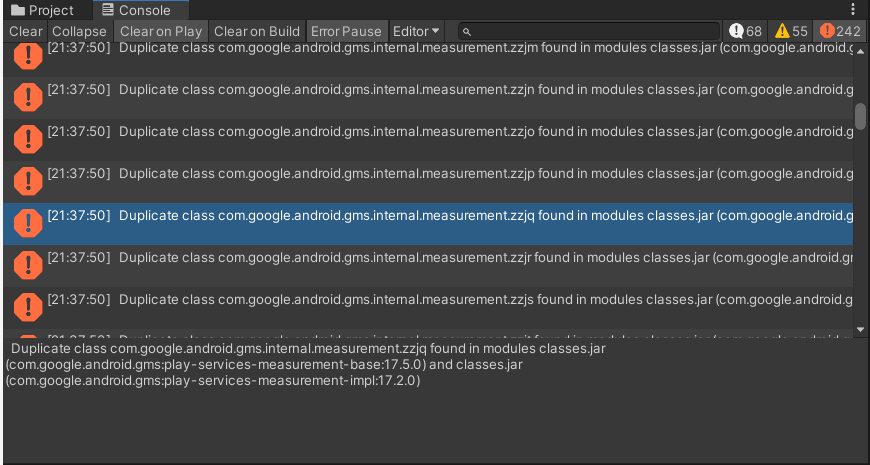 Project Console
Clear Collapse Clear on Play Clear on Build Error Pause Editor 68 55 242
[21:37:50] Duplicate class com.google.android.gms.internal.measurement.zzjm found in modules classes.jar (com.google.android.g
[21:37:50] Duplicate class com.google.android.gms.internal.measurement.zzjn found in modules classes.jar (com.google.android.g
[21:37:50] Duplicate class com.google.android.gms.internal.measurement.zzjo found in modules classes.jar (com.google.android.g
[21:37:50] Duplicate class com.google.android.gms.internal.measurement.zzjp found in modules classes.jar (com.google.android.g
[21:37:50] Duplicate class com.google.android.gms.internal.measurement.zzjq found in modules classes.jar (com.google.android.g
[21:37:50] Duplicate class com.google.android.gms.internal.measurement.zzjr found in modules classes.jar (com.google.android.gr
[21:37:50] Duplicate class com.google.android.gms.internal.measurement.zzjs found in modules classes.jar (com.google.android.g
Duplicate class com.google.android.gms.internal.measurement.zzjq found in modules classes.jar
(com.google.android.gms:play-services-measurement-base:17.5.0) and classes.jar
(com.google.android.gms:play-services-measurement-impl:17.2.0)